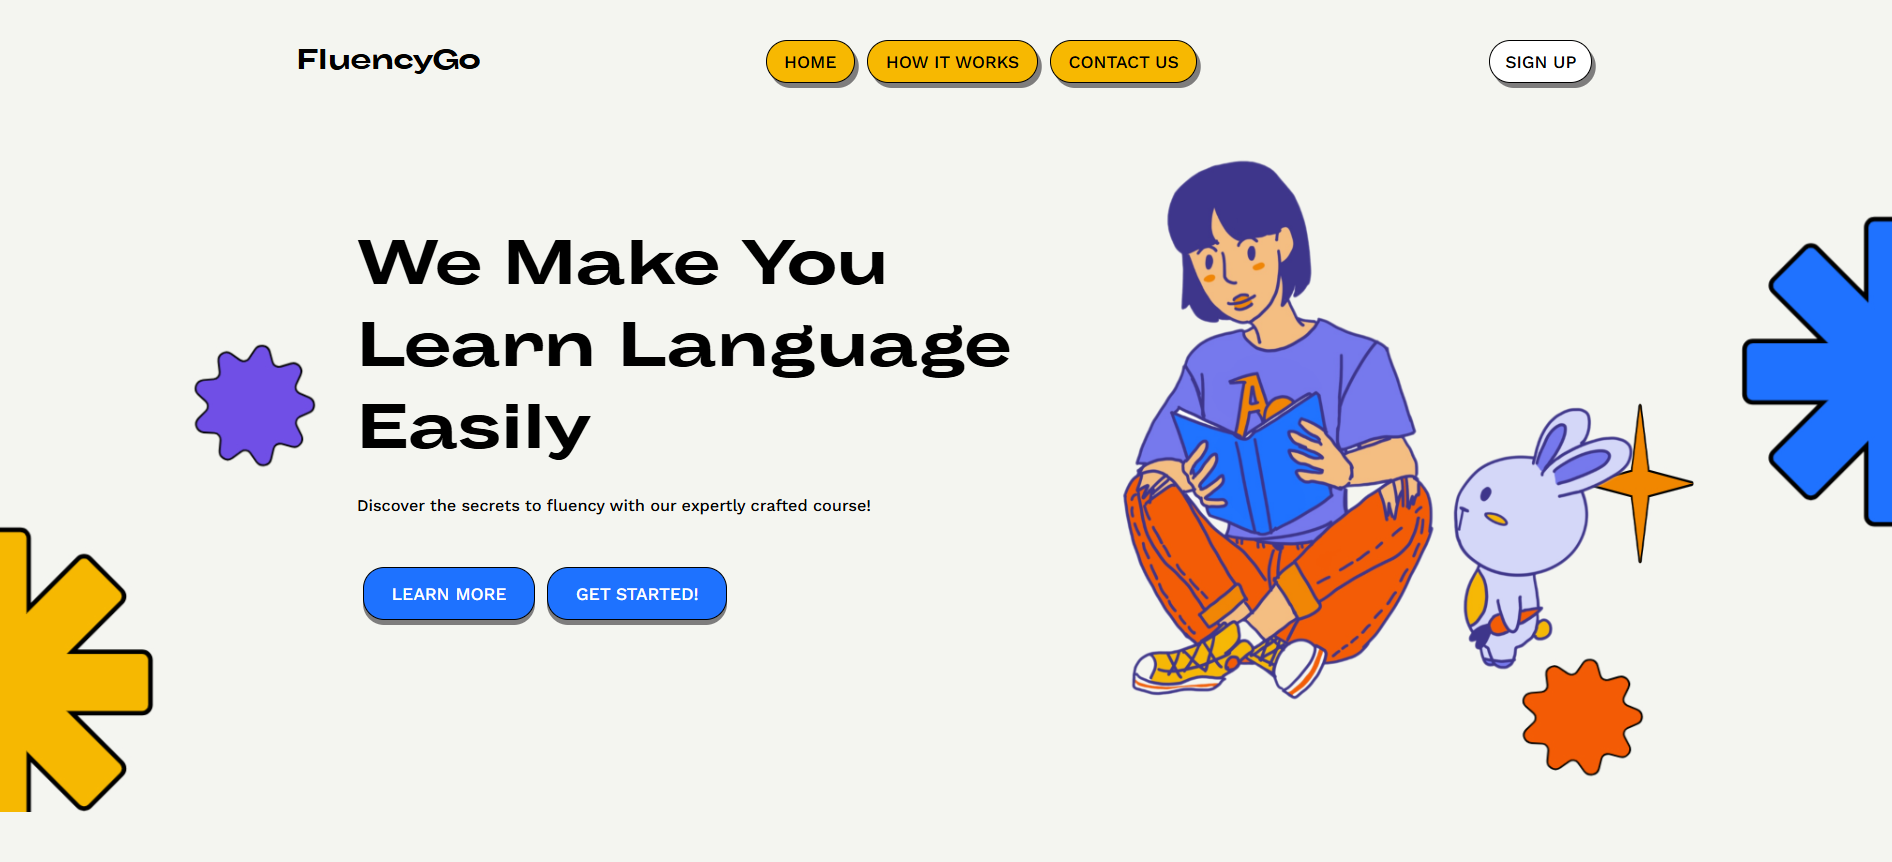 FluencyGo
HOME
HOW IT WORKS
CONTACT US
SIGN UP
We Make You
Learn Language
Easily
Discover the secrets to fluency with our expertly crafted course!
LEARN MORE
GET STARTED!
A